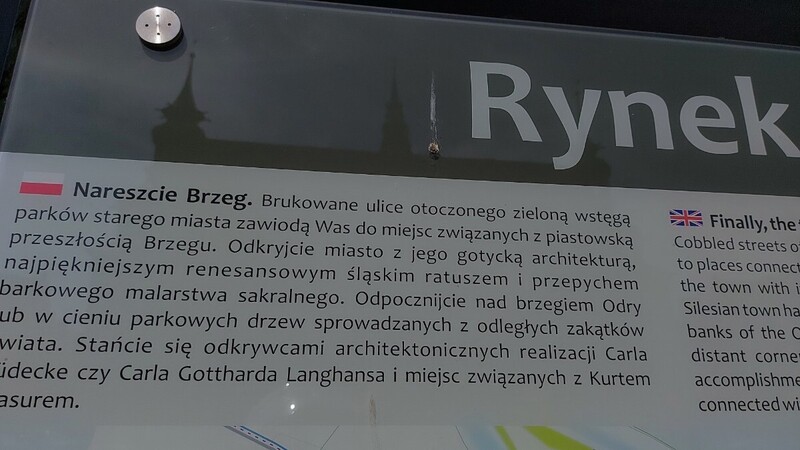 Rynek
Nareszcie Brzeg. Brukowane ulice otoczonego zieloną wstęgą
parków starego miasta zawiodą Was do miejsc związanych z piastowską
przeszłością Brzegu. Odkryjcie miasto z jego gotycką architekturą,
najpiękniejszym renesansowym śląskim ratuszem i przepychem
barkowego malarstwa sakralnego. Odpocznijcie nad brzegiem Odry
ub w cieniu parkowych drzew sprowadzanych z odległych zakątków
wiata. Stańcie się odkrywcami architektonicznych realizacji Carla
üdecke czy Carla Gottharda Langhansa i miejsc związanych z Kurtem
asurem.
Finally, the
Cobbled streets of
to places connect
the town with i
Silesian town ha
banks of the O
distant corne
accomplishme
connected wi